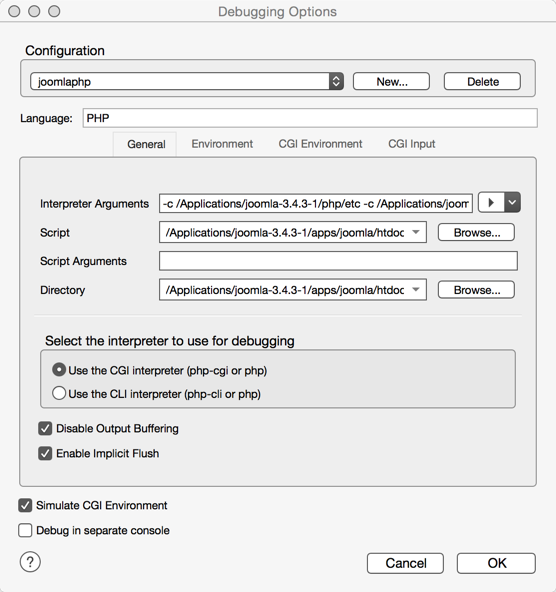 Debugging Options
Configuration
joomlaphp
New...
Delete
Language: PHP
General Environment CGI Environment CGI Input
Interpreter Arguments -c /Applications/joomla-3.4.3-1/php/etc -c /Applications/joom
Script /Applications/joomla-3.4.3-1/apps/joomla/htdoc Browse...
Script Arguments
Directory /Applications/joomla-3.4.3-1/apps/joomla/htdoc Browse...
Select the interpreter to use for debugging
Use the CGI interpreter (php-cgi or php)
Use the CLI interpreter (php-cli or php)
Disable Output Buffering
Enable Implicit Flush
Simulate CGI Environment
Debug in separate console
? Cancel OK